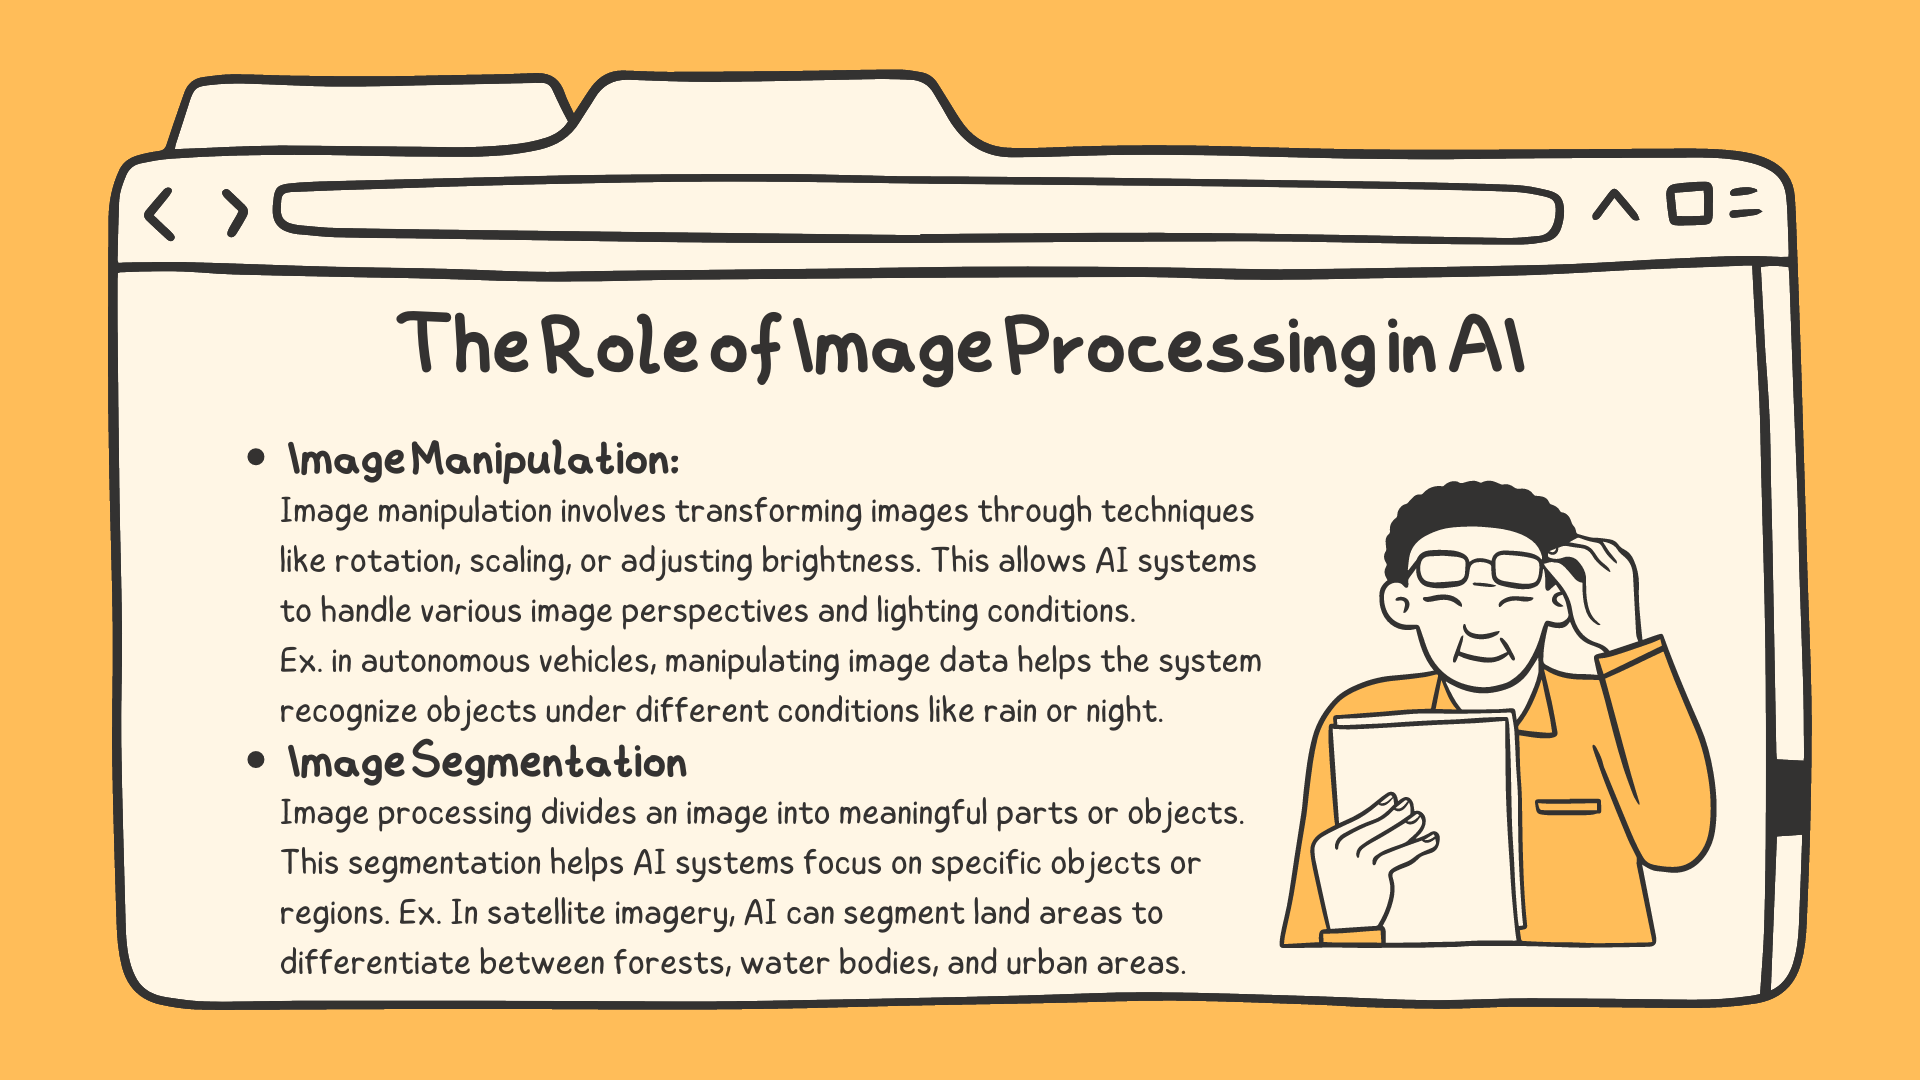 The Role of Image Processing in AI
• Image Manipulation:
Image manipulation involves transforming images through techniques
like rotation, scaling, or adjusting brightness. This allows AI systems
to handle various image perspectives and lighting conditions.
Ex. in autonomous vehicles, manipulating image data helps the system
recognize objects under different conditions like rain or night.
• Image Segmentation
Image processing divides an image into meaningful parts or objects.
This segmentation helps AI systems focus on specific objects or
regions. Ex. In satellite imagery, AI can segment land areas to
differentiate between forests, water bodies, and urban areas.